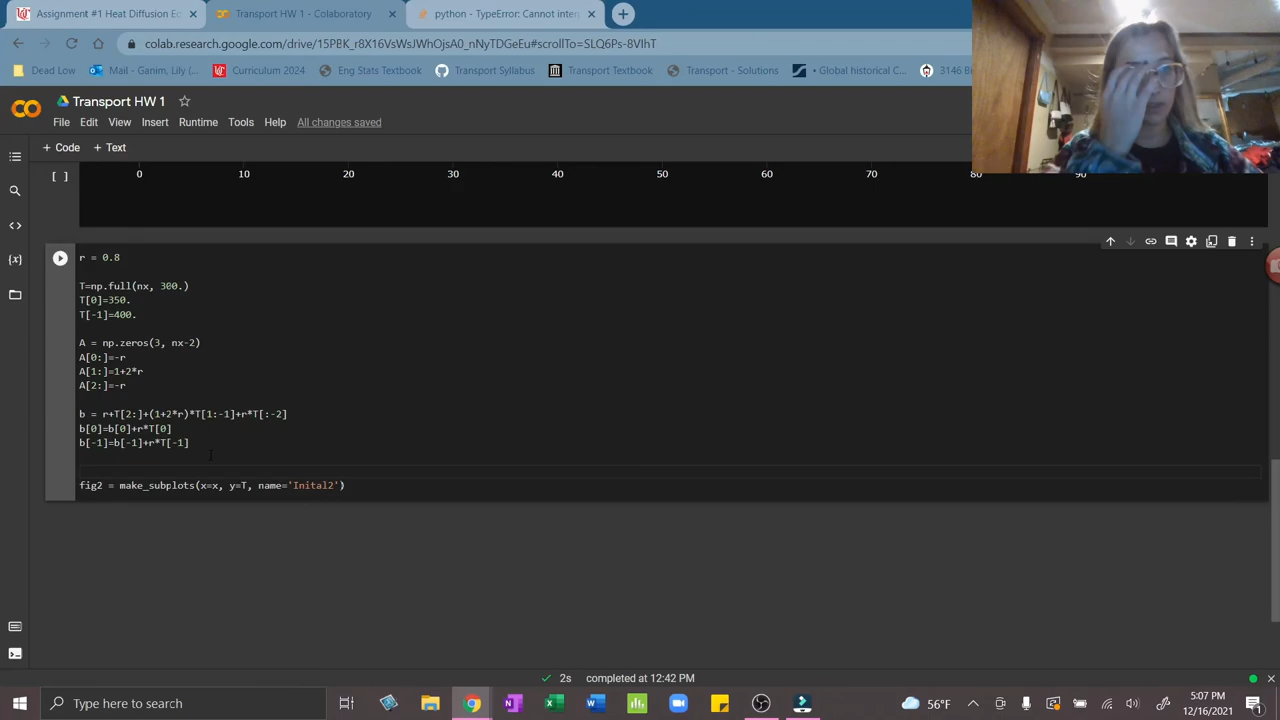 Assignment #1 Heat Diffusion Eq
Transport HW 1 - Colaboratory
python - TypeError: Cannot inter
colab.research.google.com/drive/15PBK_r8X16VsWsJWhOjsA0_nNyTDGeEu#scrollTo=SLQ6Ps-8VIhT
Dead Low
Mail - Ganim, Lily (...
Curriculum 2024
Eng Stats Textbook
Transport Syllabus
Transport Textbook
Transport - Solutions
Global historical C...
3146 B
Transport HW 1
File Edit View Insert Runtime Tools Help All changes saved
+ Code + Text
[ ]
0 10 20 30 40 50 60 70 80 90
r = 0.8
T=np.full(nx, 300.)
T[0]=350.
T[-1]=400.
A = np.zeros(3, nx-2)
A[0:]=-r
A[1:]=1+2*r
A[2:]=-r
b = r+T[2:]+(1+2*r)*T[1:-1]+r*T[:-2]
b[0]=b[0]+r*T[0]
b[-1]=b[-1]+r*T[-1]
fig2 = make_subplots(x=x, y=T, name='Inital2')
2s completed at 12:42 PM
Type here to search
56°F
5:07 PM
12/16/2021